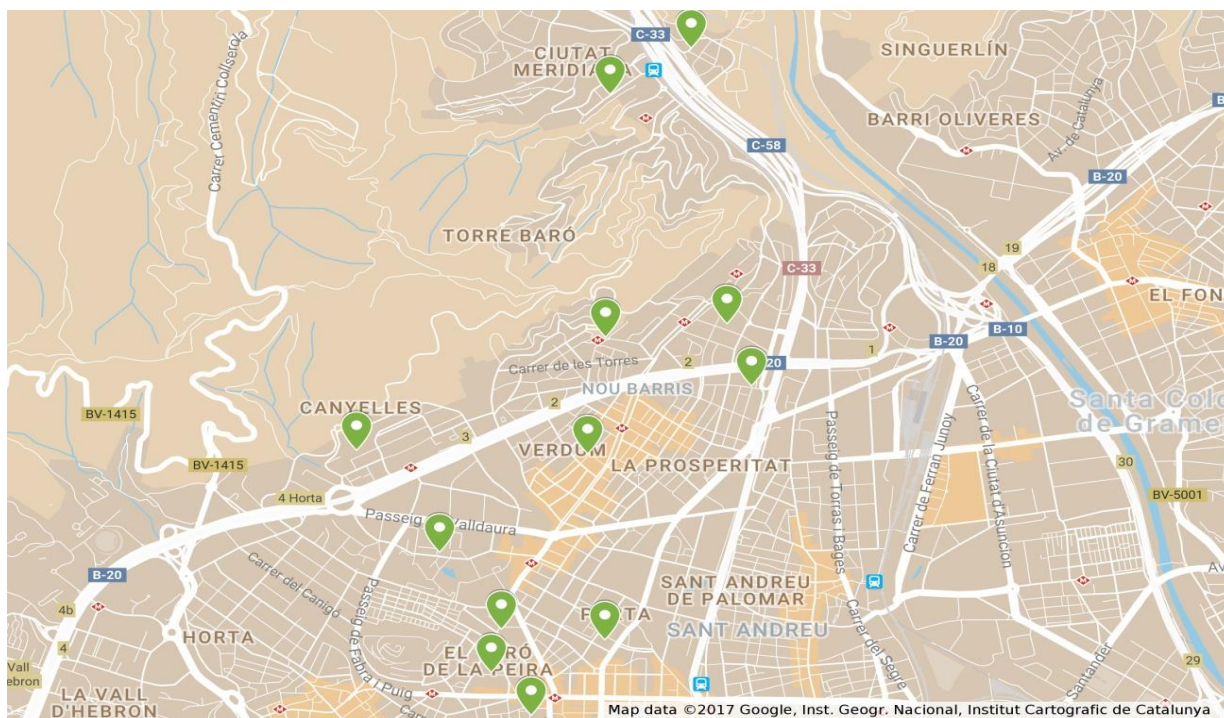 C-33
CIUTAT
MERIDIANA
SINGUERLÍN
BARRI OLIVERES
Av. de Catalunya
B-20
C-58
Carrer Cementiri Collserola
TORRE BARÓ
19
18
C-33
EL FON
B-10
B-20
1
20
2
Carrer de les Torres
NOU BARRIS
2
CANYELLES
BV-1415
3
VERDUM
LA PROSPERITAT
Santa Colo
de Grame
BV-1415
30
BV-5001
4 Horta
Passeig Valldaura
Passeig de Torras i Bages
Carrer de Ferran Junoy
Carrer de la Ciutat d'Asunción
B-20
Carrer del Canigó
Passeig de Fabra i Puig
4b
SANT ANDREU
DE PALOMAR
SANT ANDREU
Carrer del Segre
HORTA
4
EL RÓ
DE LA PEIRA
Santander
29
Vall
LA VALL
D'HEBRON
Map data ©2017 Google, Inst. Geogr. Nacional, Institut Cartografic de Catalunya